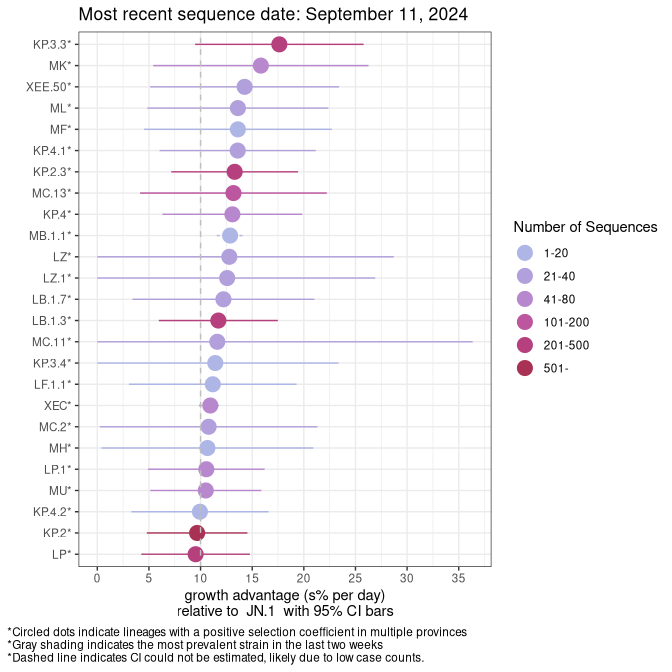 Most recent sequence date: September 11, 2024
KP.3.3*
MK*
XEE.50*
ML*
MF*
KP.4.1*
KP.2.3*
MC.13*
KP.4*
MB.1.1*
LZ*
LZ.1*
LB.1.7*
LB.1.3*
MC.11*
KP.3.4*
LF.1.1*
XEC*
MC.2*
MH*
LP.1*
MU*
KP.4.2*
KP.2*
LP*
0 5 10 15 20 25 30 35
growth advantage (s% per day)
relative to JN.1 with 95% CI bars
Number of Sequences
1-20
21-40
41-80
101-200
201-500
501-
*Circled dots indicate lineages with a positive selection coefficient in multiple provinces
*Gray shading indicates the most prevalent strain in the last two weeks
*Dashed line indicates CI could not be estimated, likely due to low case counts.